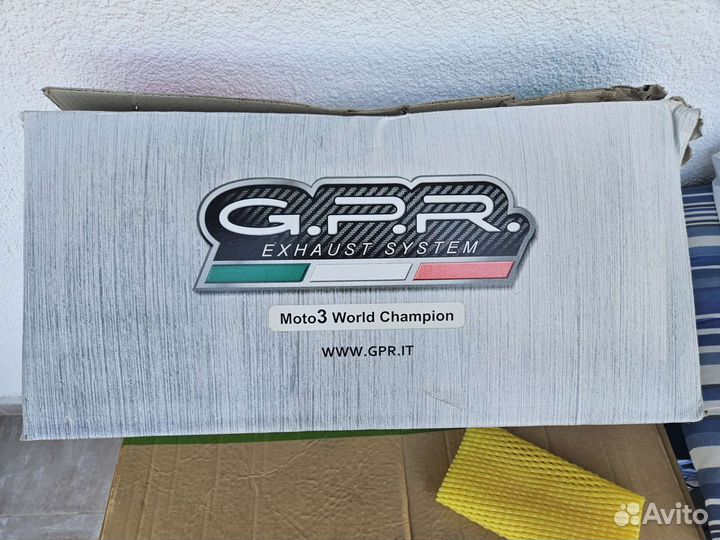 G.P.R.
EXHAUST SYSTEM
Moto3 World Champion
WWW.GPR.IT
Avito